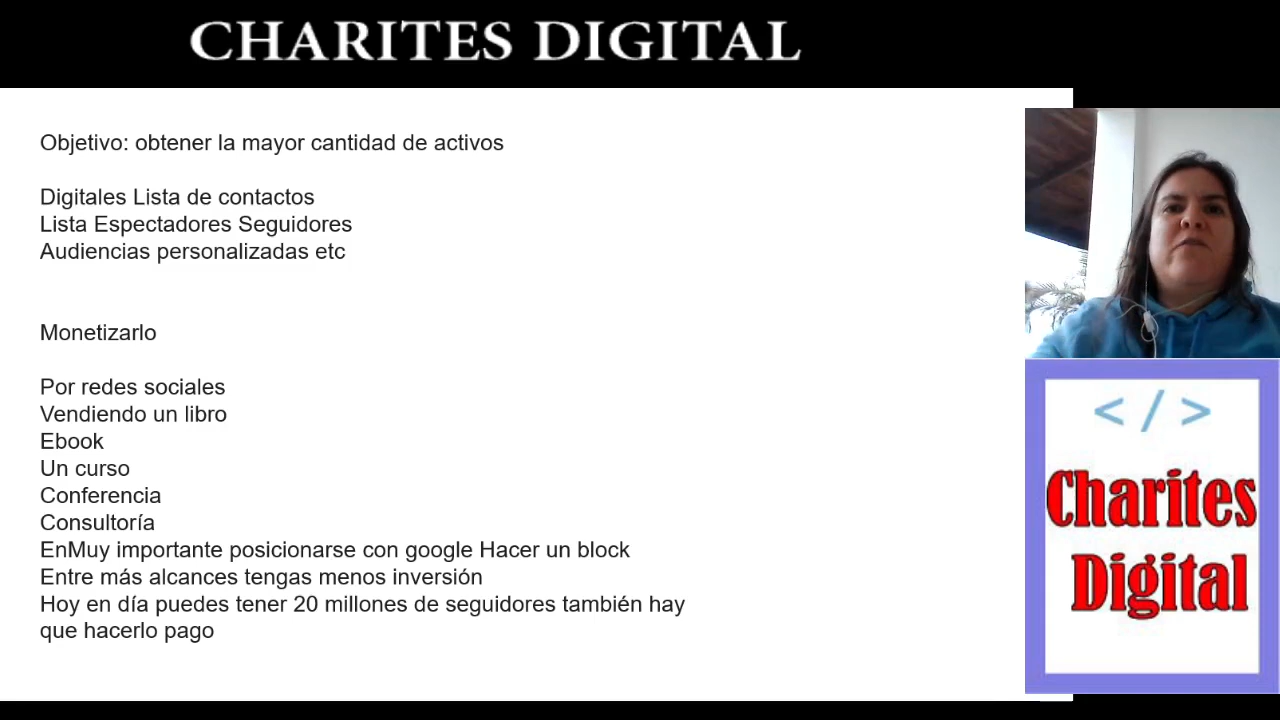 CHARITES DIGITAL
Objetivo: obtener la mayor cantidad de activos
Digitales Lista de contactos
Lista Espectadores Seguidores
Audiencias personalizadas etc
Monetizarlo
Por redes sociales
Vendiendo un libro
Ebook
Un curso
Conferencia
Consultoría
EnMuy importante posicionarse con google Hacer un block
Entre más alcances tengas menos inversión
Hoy en día puedes tener 20 millones de seguidores también hay
que hacerlo pago
< / >
Charites
Digital